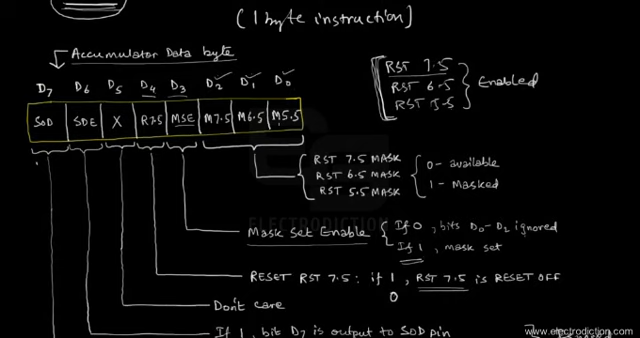 (1 byte instruction)
Accumulator Data byte
D7 D6 D5 D4 D3 D2 D1 D0
SOD SDE X R7.5 MSE M7.5 M6.5 M5.5
RST 7.5
RST 6.5
RST 5.5
Enabled
RST 7.5 MASK
RST 6.5 MASK
RST 5.5 MASK
0- available
1 - Masked
ELECTRODICTION
Mask Set Enable
If 0, bits D0-D2 ignored
If 1, mask set
RESET RST 7.5: if 1, RST 7.5 is RESET OFF
0
Don't care
If 1, bit D7 is output to SOD pin
www.electrodiction.com